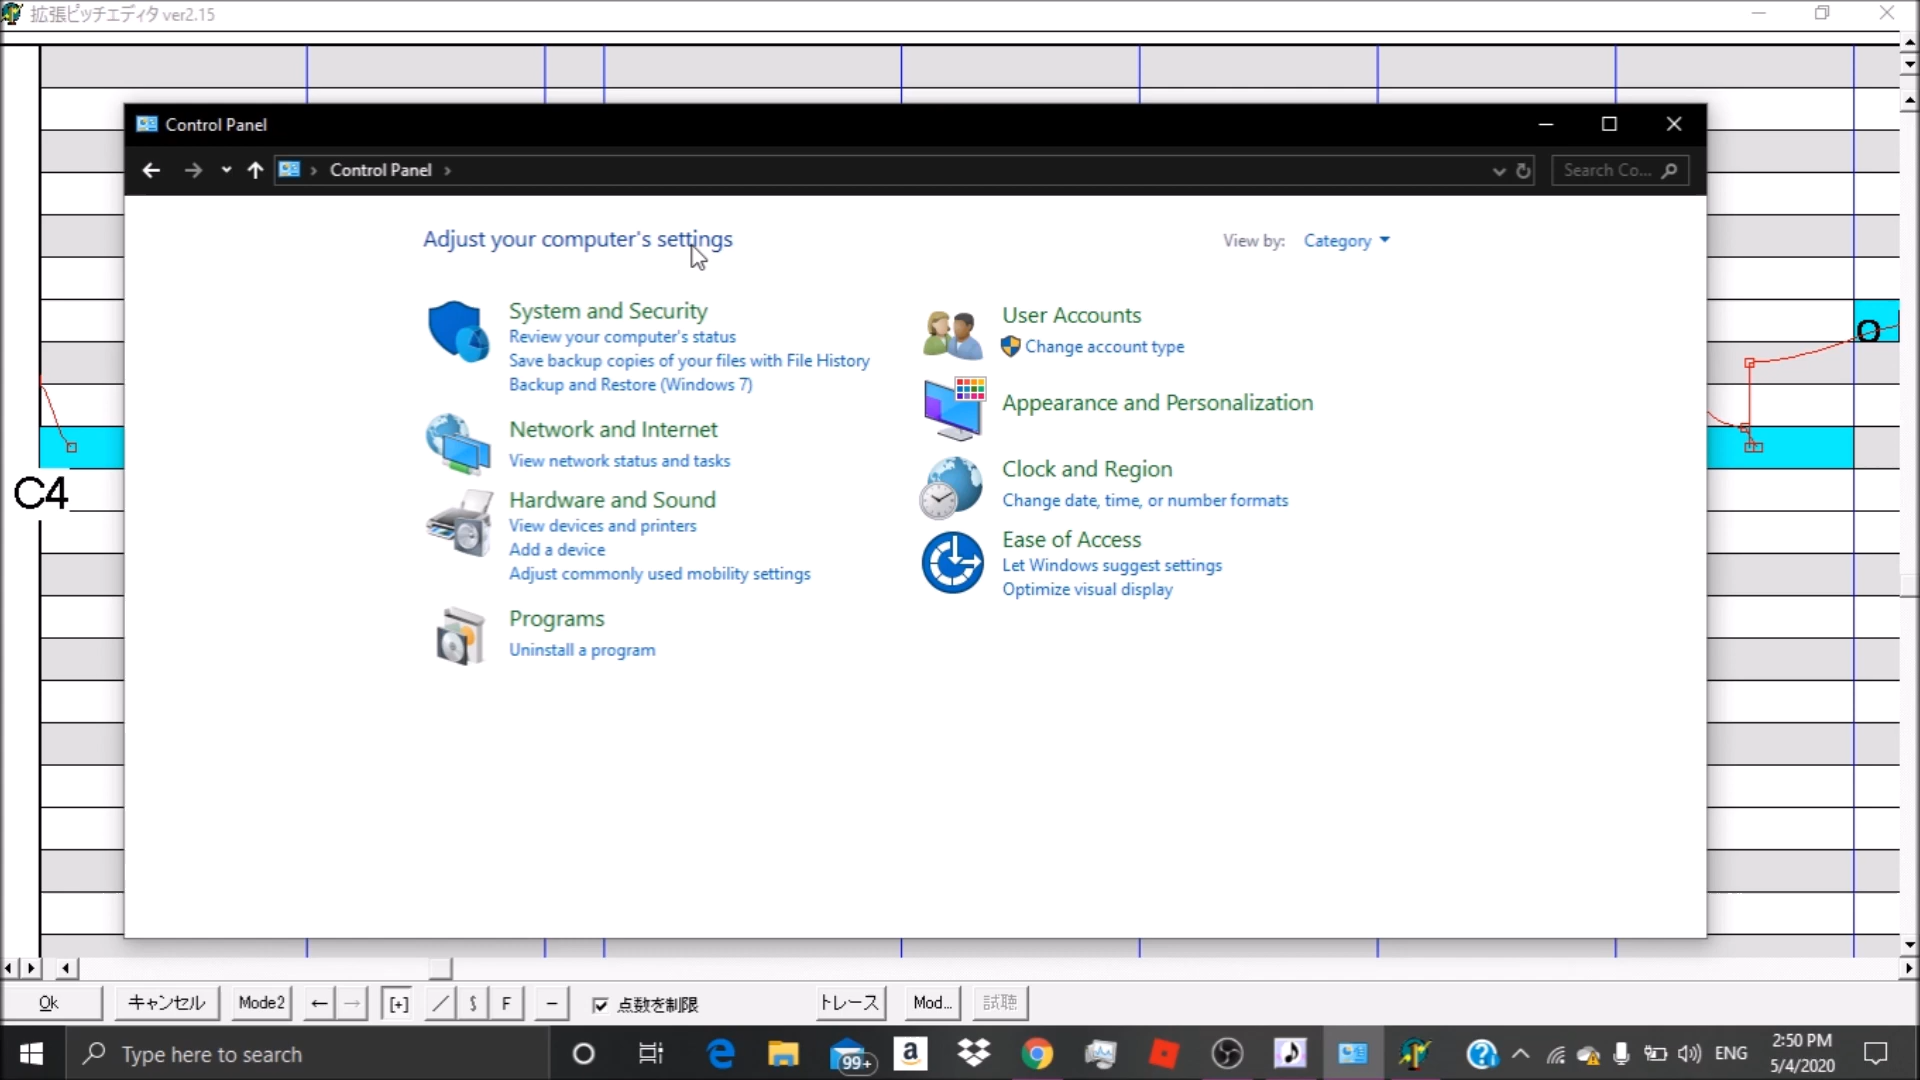 拡張ピッチエディタ ver2.15
Control Panel
Control Panel
Search Co...
Adjust your computer's settings
View by: Category
System and Security
Review your computer's status
Save backup copies of your files with File History
Backup and Restore (Windows 7)
Network and Internet
View network status and tasks
Hardware and Sound
View devices and printers
Add a device
Adjust commonly used mobility settings
Programs
Uninstall a program
User Accounts
Change account type
Appearance and Personalization
Clock and Region
Change date, time, or number formats
Ease of Access
Let Windows suggest settings
Optimize visual display
O
C4
Ok キャンセル Mode2 ← → [+] / S F − 点数を制限 トレース Mod... 試聴
Type here to search
99+
a
ENG
2:50 PM
5/4/2020